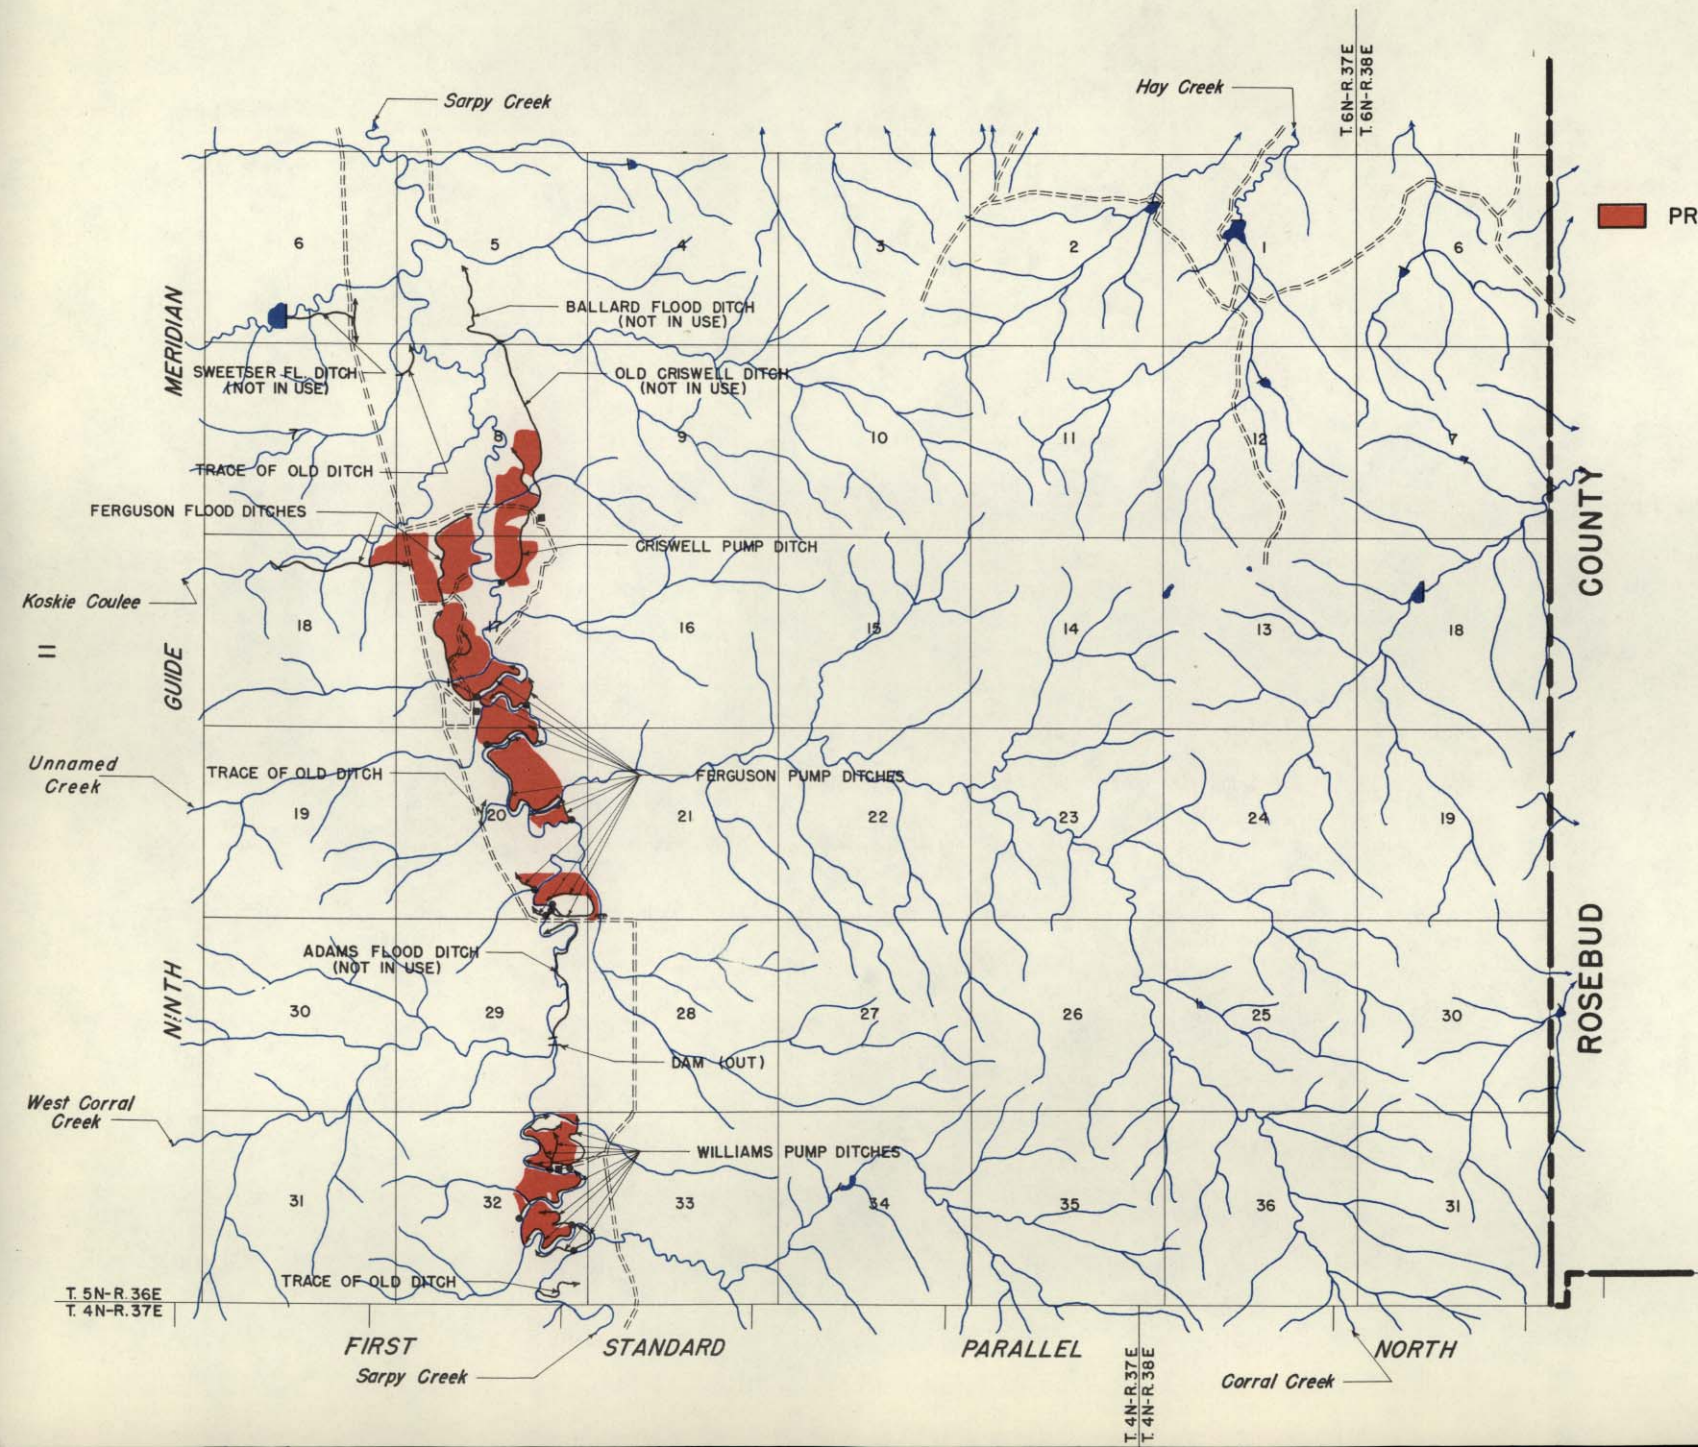 T. 6N-R. 37E
T. 6N-R. 38E
Sarpy Creek
Hay Creek
PR
6
5
4
3
2
1
6
MERIDIAN
BALLARD FLOOD DITCH
(NOT IN USE)
SWEETSER FL. DITCH
(NOT IN USE)
OLD CRISWELL DITCH
(NOT IN USE)
7
8
9
10
11
12
7
TRACE OF OLD DITCH
FERGUSON FLOOD DITCHES
CRISWELL PUMP DITCH
COUNTY
Koskie Coulee
18
17
16
15
14
13
18
=
GUIDE
Unnamed
Creek
TRACE OF OLD DITCH
FERGUSON PUMP DITCHES
19
20
21
22
23
24
19
ADAMS FLOOD DITCH
(NOT IN USE)
NINTH
ROSEBUD
30
29
28
27
26
25
30
DAM (OUT)
West Corral
Creek
WILLIAMS PUMP DITCHES
31
32
33
34
35
36
31
TRACE OF OLD DITCH
T. 5N-R. 36E
T. 4N-R. 37E
FIRST STANDARD PARALLEL NORTH
Sarpy Creek
Corral Creek
T. 4N-R. 37E
T. 4N-R. 38E